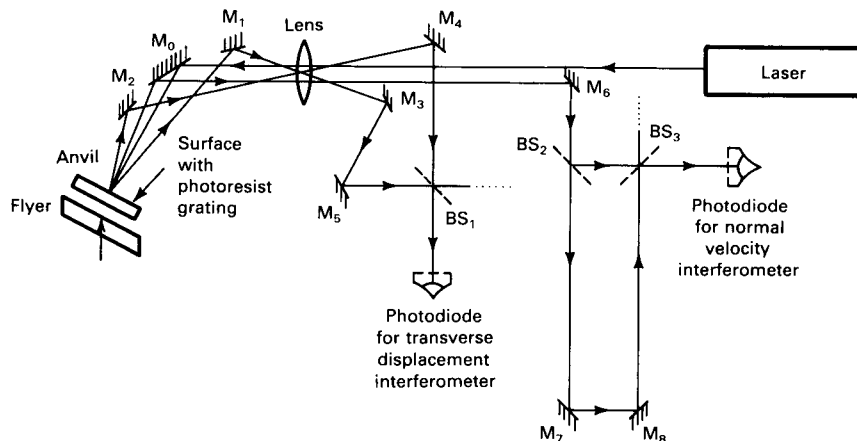 M1
M4
M0
Lens
M2
M6
Laser
M3
Surface
with
photoresist
grating
Anvil
BS2
BS3
Flyer
M5
BS1
Photodiode
for normal
velocity
interferometer
Photodiode
for transverse
displacement
interferometer
M7
M8